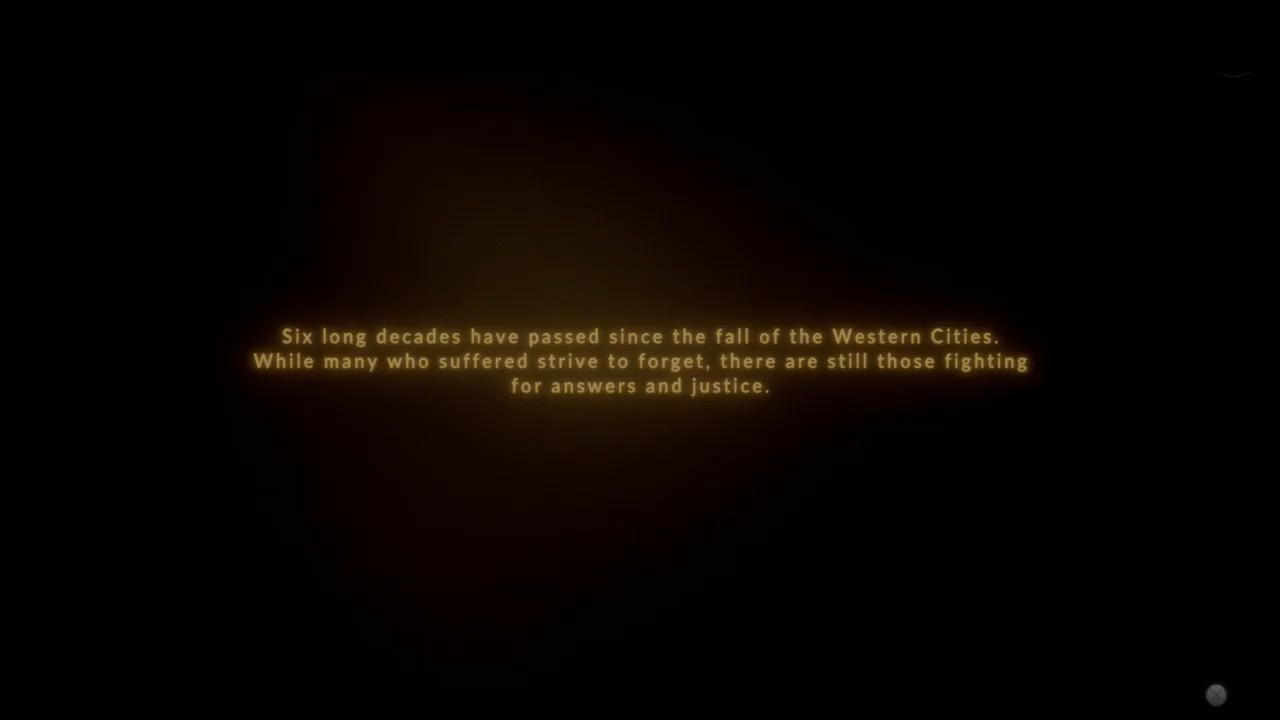 Six long decades have passed since the fall of the Western Cities.
While many who suffered strive to forget, there are still those fighting
for answers and justice.